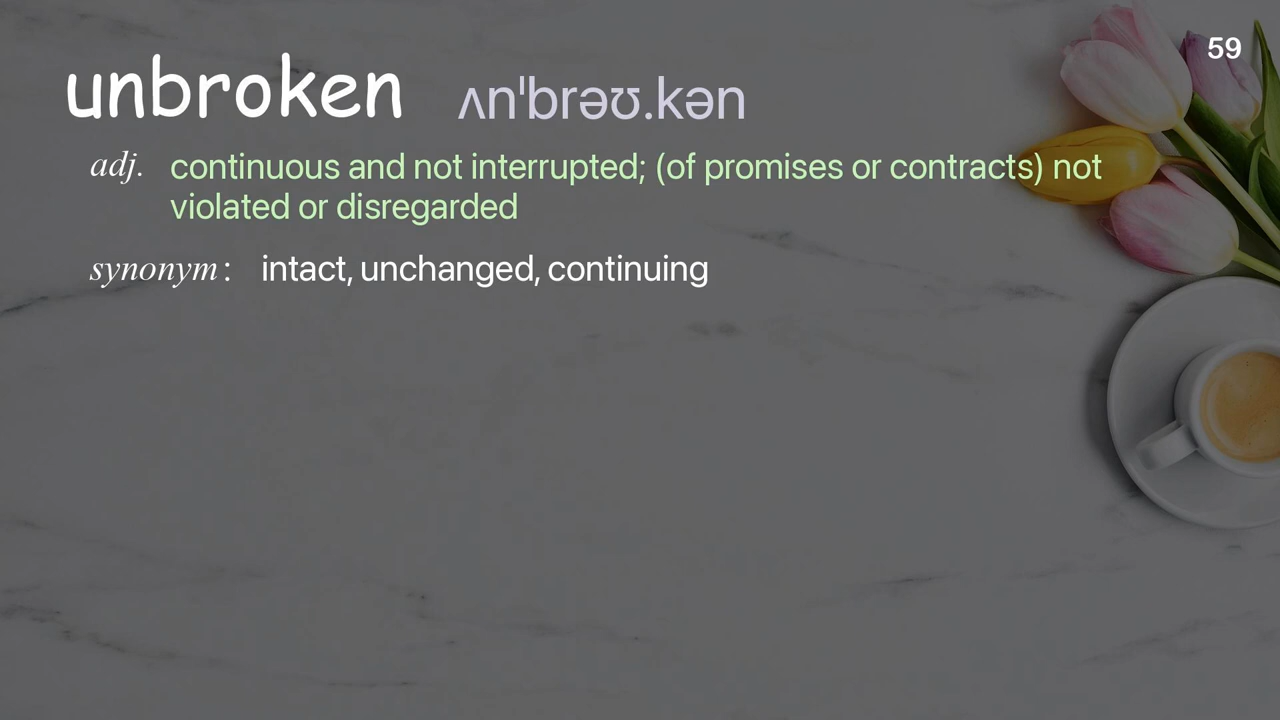 59
unbroken ʌnˈbrəʊ.kən
adj. continuous and not interrupted; (of promises or contracts) not
violated or disregarded
synonym: intact, unchanged, continuing